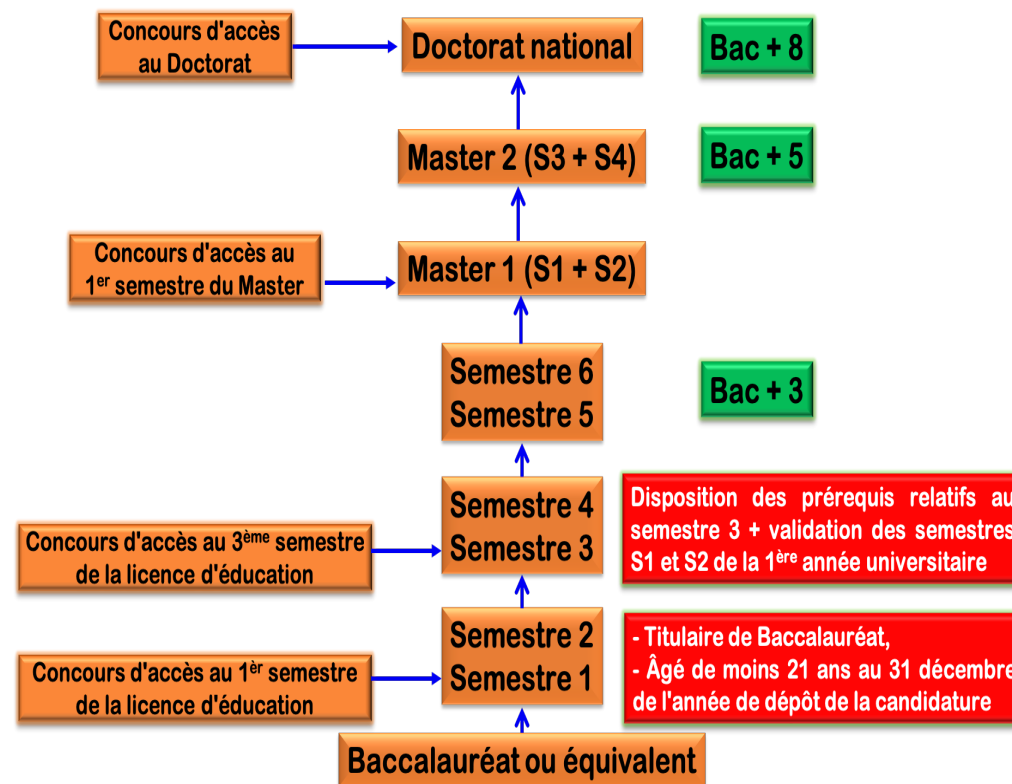 Concours d'accès
au Doctorat
Doctorat national
Bac + 8
Master 2 (S3 + S4)
Bac + 5
Concours d'accès au
1er semestre du Master
Master 1 (S1 + S2)
Semestre 6
Semestre 5
Bac + 3
Semestre 4
Semestre 3
Disposition des prérequis relatifs au
semestre 3 + validation des semestres
S1 et S2 de la 1ère année universitaire
Concours d'accès au 3ème semestre
de la licence d'éducation
Semestre 2
Semestre 1
- Titulaire de Baccalauréat,
- Âgé de moins 21 ans au 31 décembre
de l'année de dépôt de la candidature
Concours d'accès au 1èr semestre
de la licence d'éducation
Baccalauréat ou équivalent